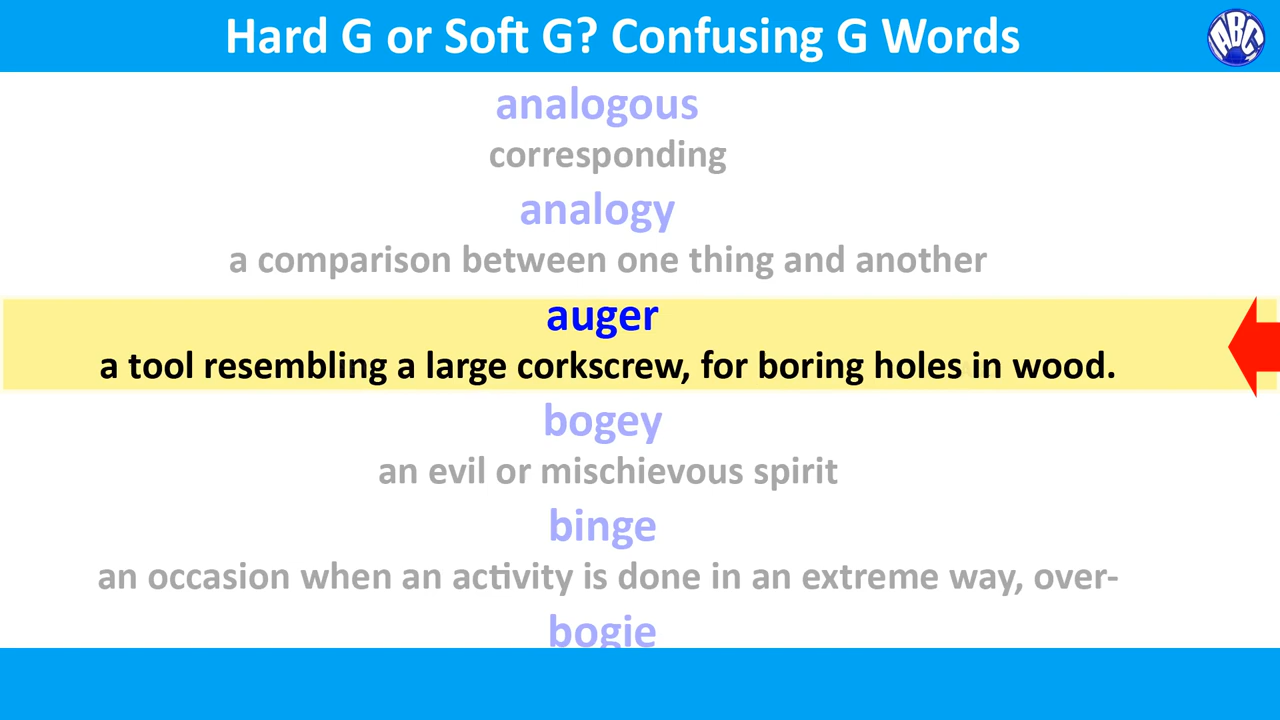 Hard G or Soft G? Confusing G Words
ABC
analogous
corresponding
analogy
a comparison between one thing and another
auger
a tool resembling a large corkscrew, for boring holes in wood.
bogey
an evil or mischievous spirit
binge
an occasion when an activity is done in an extreme way, over-
bogie